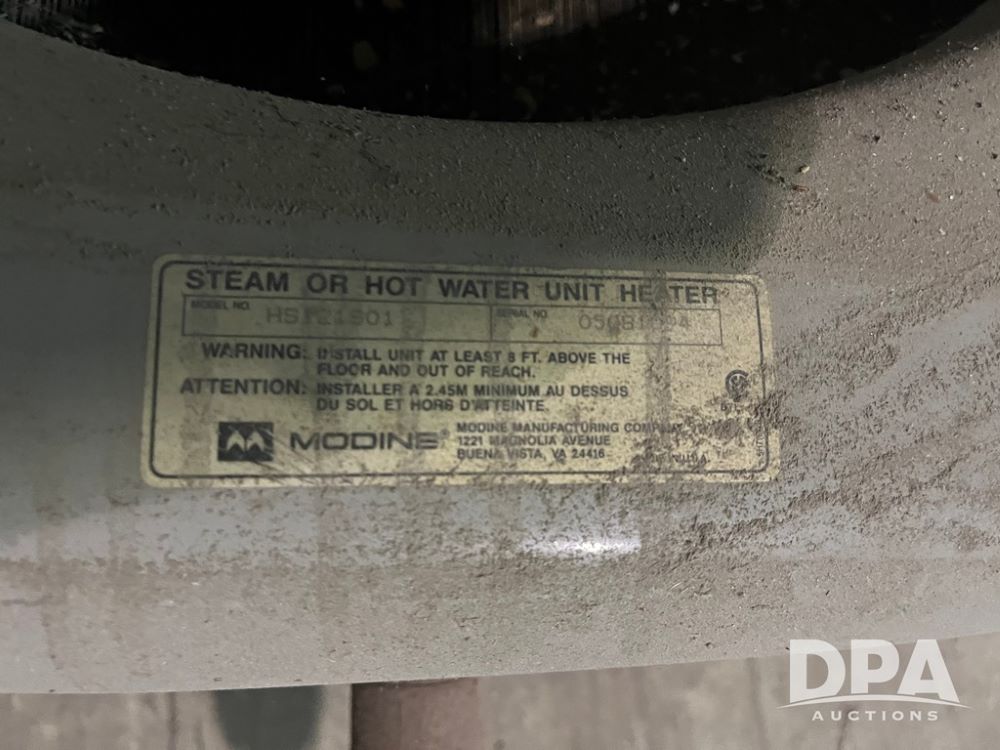 STEAM OR HOT WATER UNIT HEATER
MODEL NO.
SERIAL NO.
WARNING: INSTALL UNIT AT LEAST 8 FT. ABOVE THE
FLOOR AND OUT OF REACH.
ATTENTION: INSTALLER A 2.45M MINIMUM AU DESSUS
DU SOL ET HORS D'ATTEINTE.
MODINE
MODINE MANUFACTURING COMPANY
1221 MAGNOLIA AVENUE
BUENA VISTA, VA 24416
DPA
AUCTIONS